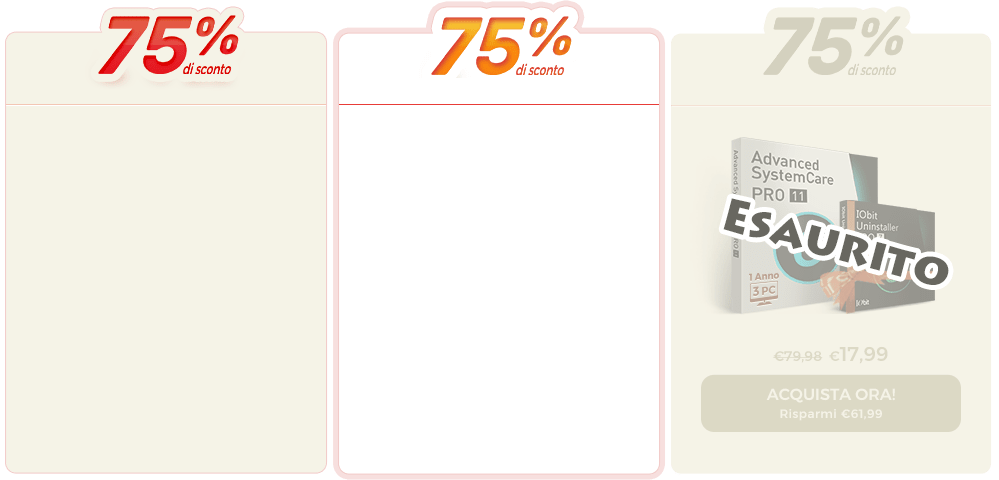 75%
di sconto
75%
di sconto
75%
di sconto
Advanced
SystemCare
PRO 11
IObit
Uninstaller
ESAURITO
1 Anno
3 PC
€79,98 €17,99
ACQUISTA ORA!
Risparmi €61,99